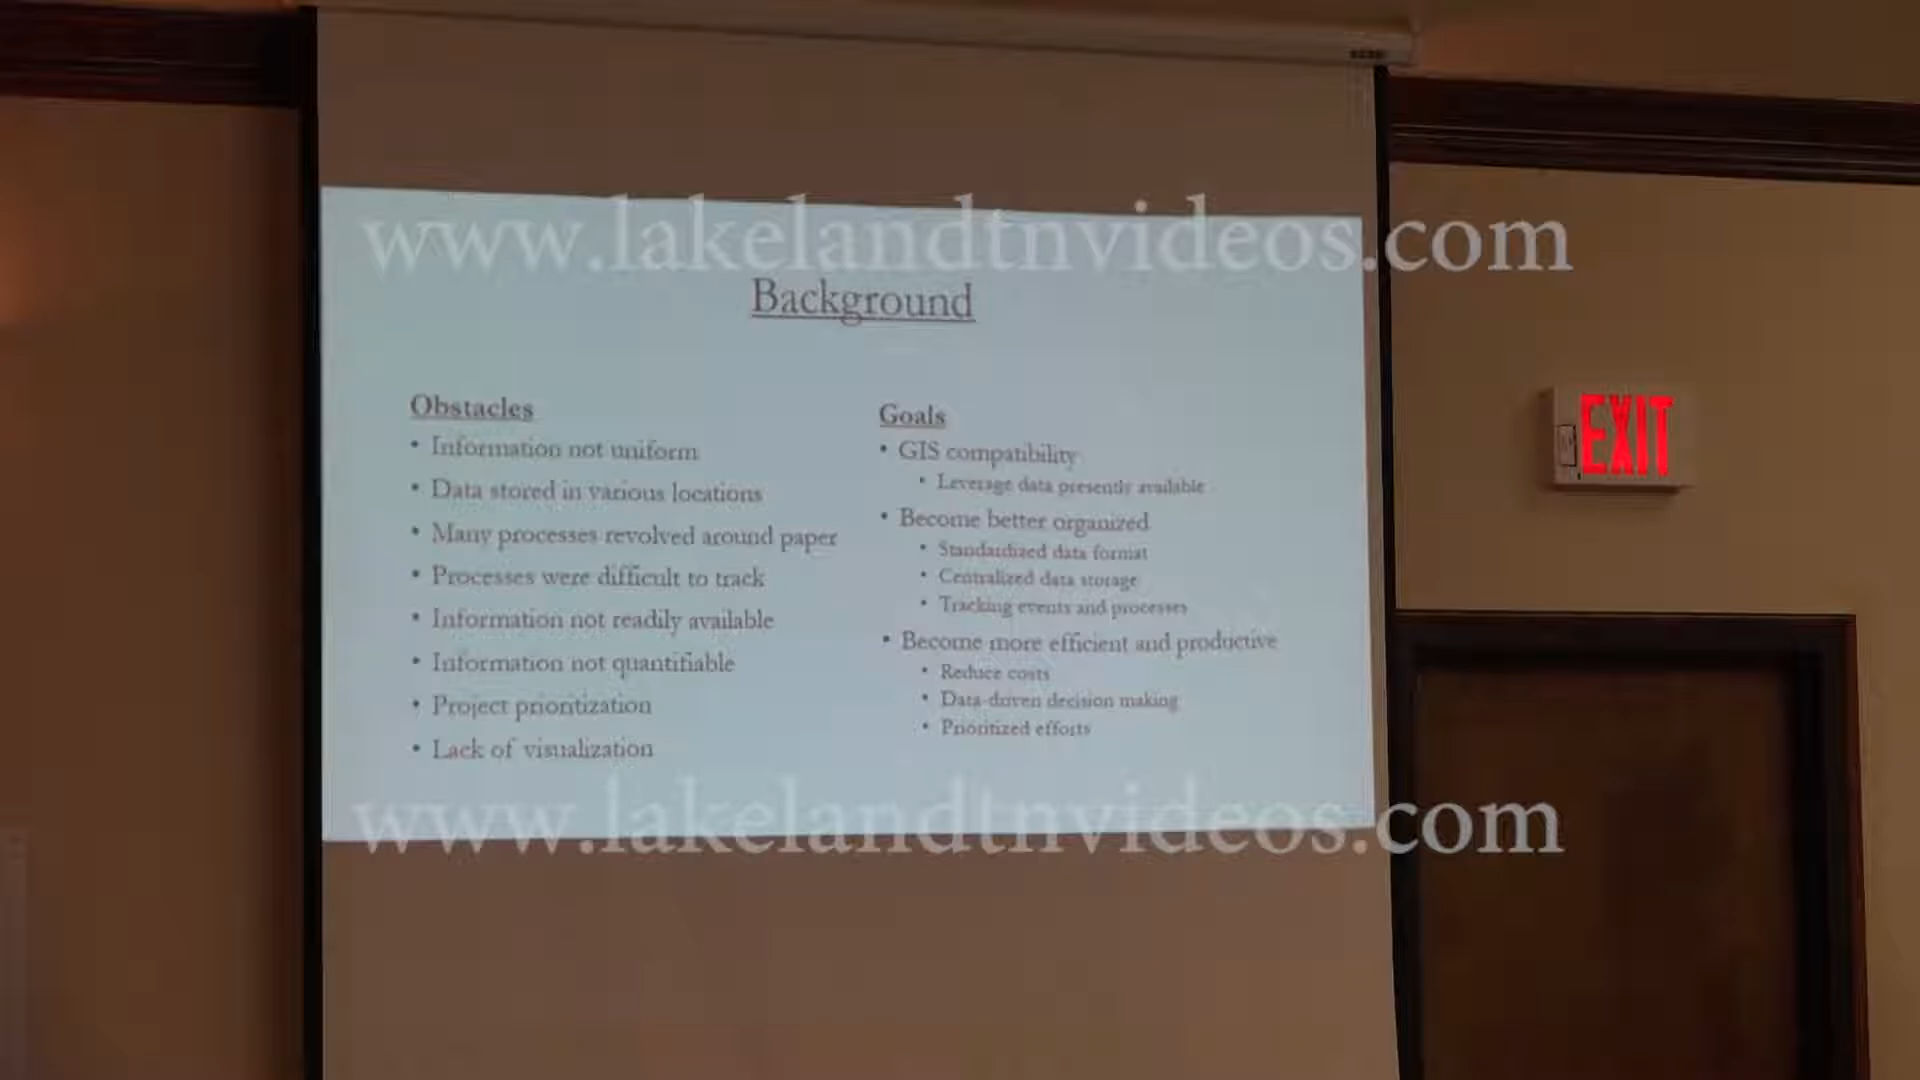 www.lakelandtnvideos.com
Background
Obstacles
• Information not uniform
• Data stored in various locations
• Many processes revolved around paper
• Processes were difficult to track
• Information not readily available
• Information not quantifiable
• Project prioritization
• Lack of visualization
Goals
• GIS compatibility
• Leverage data presently available
• Become better organized
• Standardized data format
• Centralized data storage
• Tracking events and processes
• Become more efficient and productive
• Reduce costs
• Data-driven decision making
• Prioritized efforts
EXIT
www.lakelandtnvideos.com